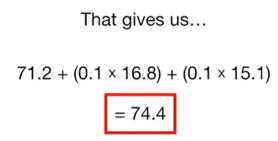 That gives us...
71.2 + (0.1 x 16.8) + (0.1 x 15.1)
= 74.4